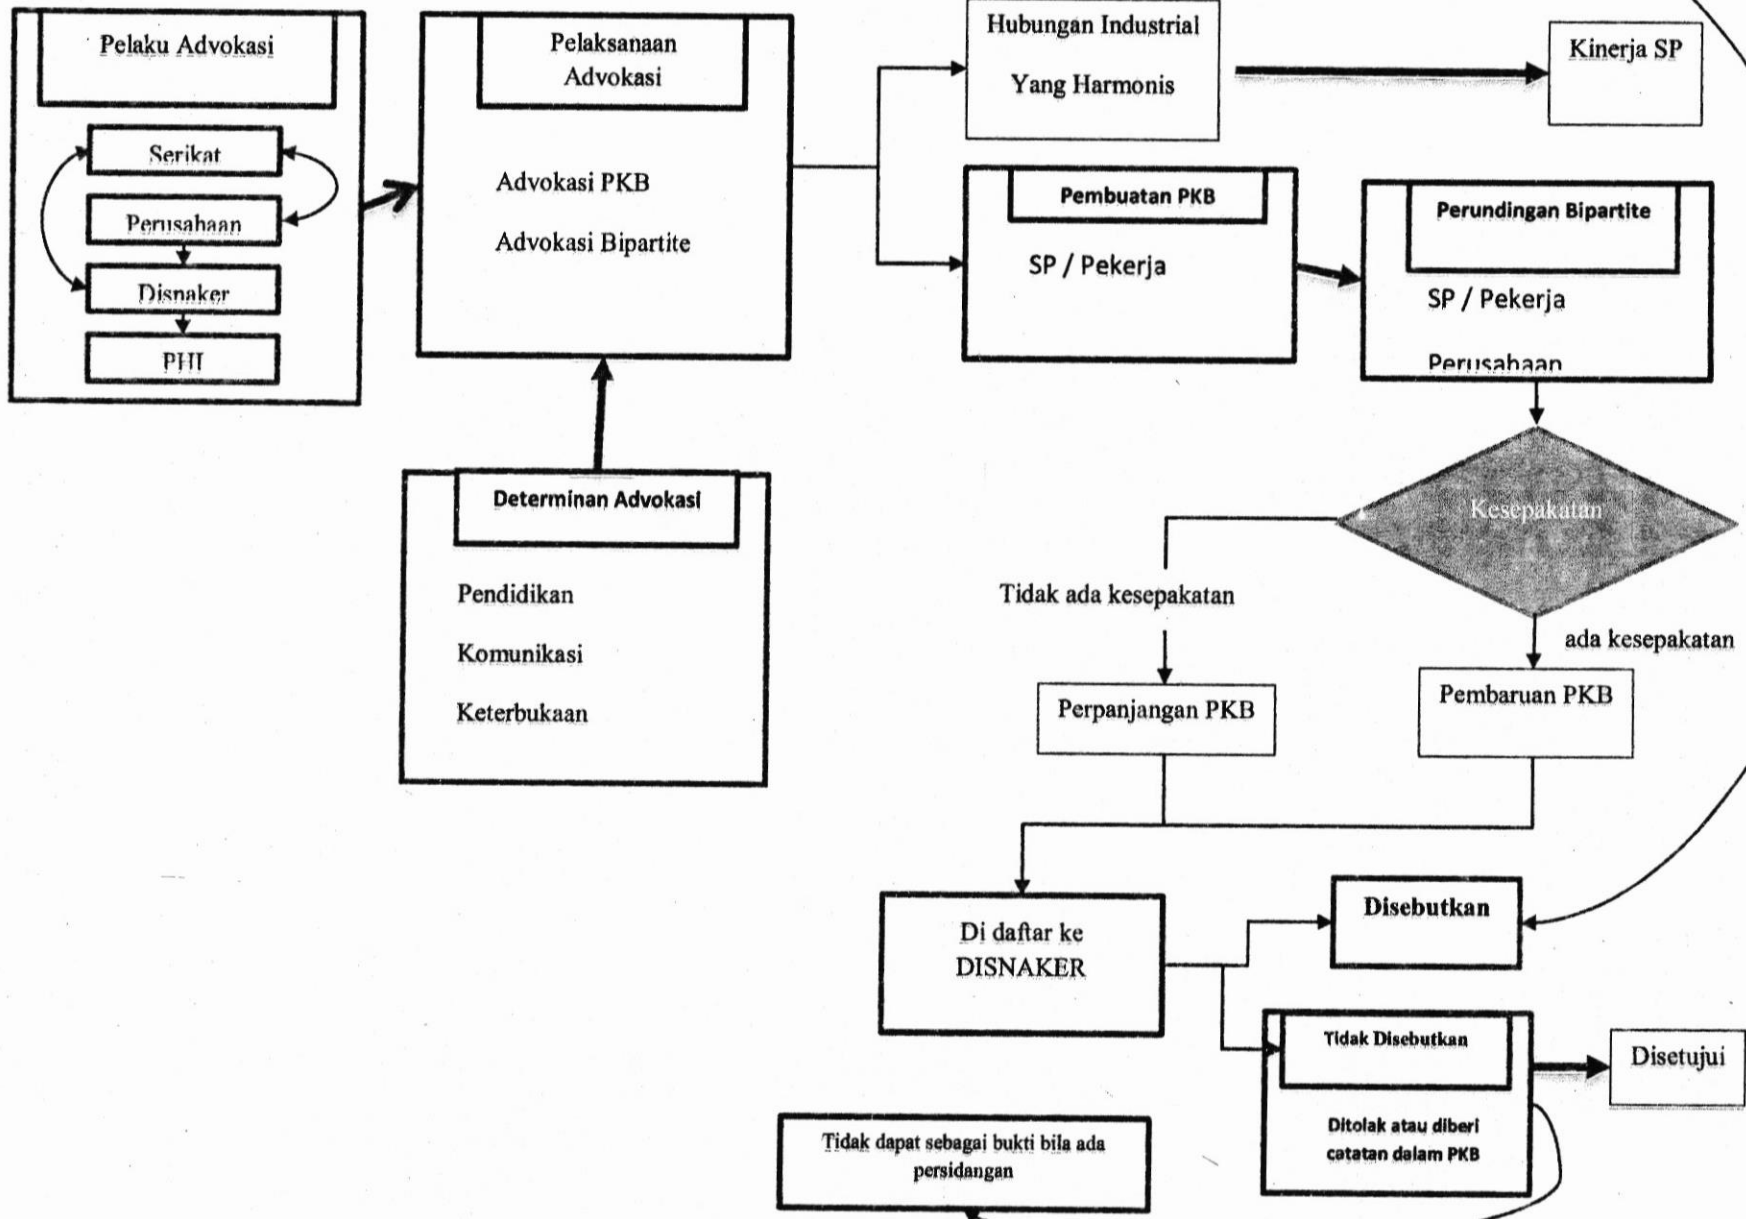 Pelaku Advokasi
Serikat
Perusahaan
Disnaker
PHI
Pelaksanaan
Advokasi
Advokasi PKB
Advokasi Bipartite
Determinan Advokasi
Pendidikan
Komunikasi
Keterbukaan
Hubungan Industrial
Yang Harmonis
Kinerja SP
Pembuatan PKB
SP / Pekerja
Perundingan Bipartite
SP / Pekerja
Perusahaan
Kesepakatan
Tidak ada kesepakatan
ada kesepakatan
Perpanjangan PKB
Pembaruan PKB
Di daftar ke
DISNAKER
Disebutkan
Tidak Disebutkan
Ditolak atau diberi
catatan dalam PKB
Disetujui
Tidak dapat sebagai bukti bila ada
persidangan